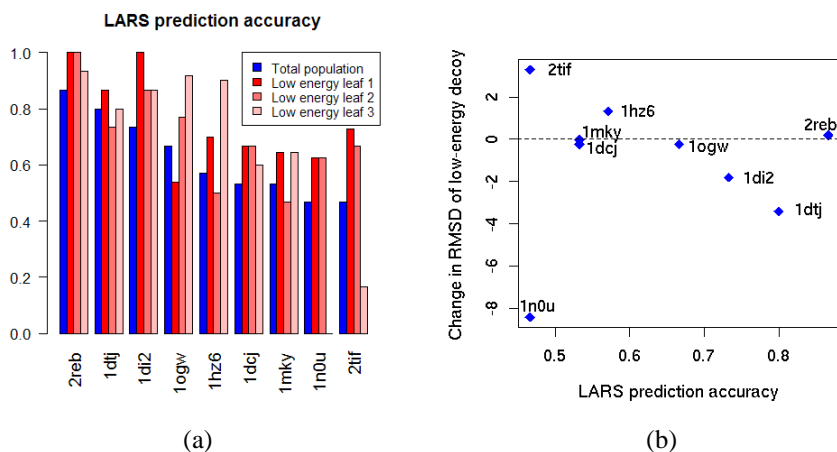 LARS prediction accuracy
1.0
0.8
0.6
0.4
0.2
0.0
Total population
Low energy leaf 1
Low energy leaf 2
Low energy leaf 3
2reb
1dtj
1di2
1ogw
1hz6
1dcj
1mky
1n0u
2tif
(a)
Change in RMSD of low-energy decoy
2
0
-2
-4
-6
-8
2tif
1hz6
1mky
1dcj
1ogw
2reb
1di2
1dtj
1n0u
0.5 0.6 0.7 0.8
LARS prediction accuracy
(b)